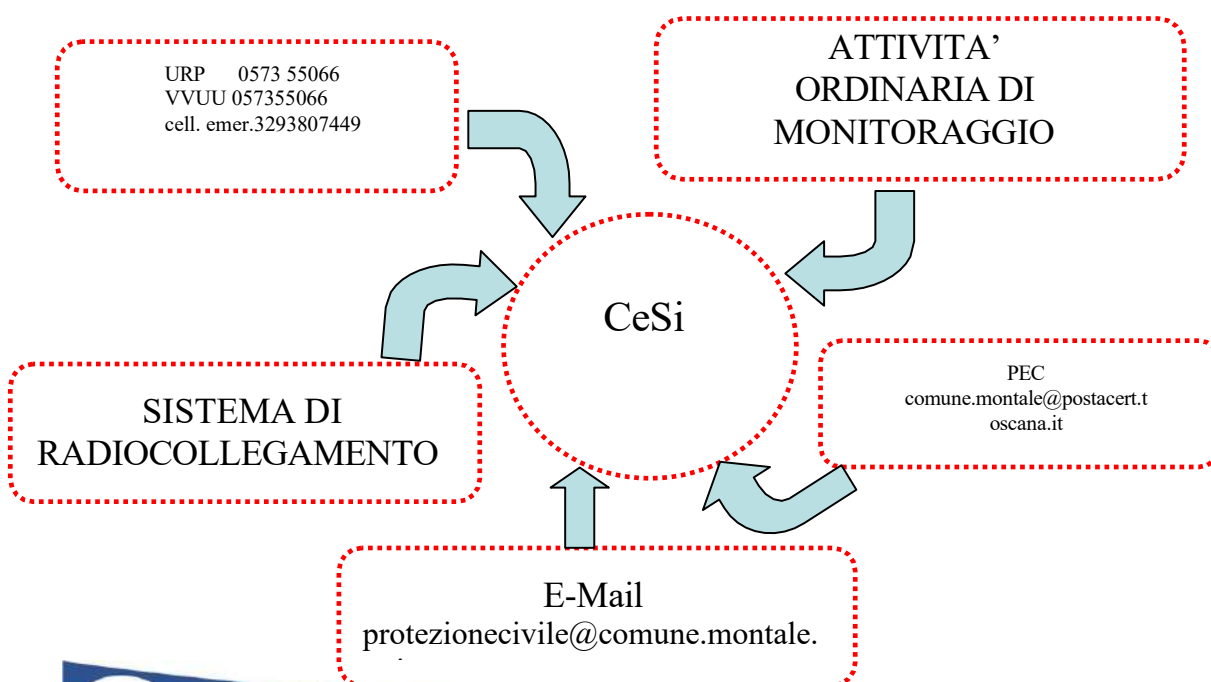 URP 0573 55066
VVUU 057355066
cell. emer.3293807449
ATTIVITA’
ORDINARIA DI
MONITORAGGIO
CeSi
SISTEMA DI
RADIOCOLLEGAMENTO
PEC
comune.montale@postacert.t
oscana.it
E-Mail
protezionecivile@comune.montale.